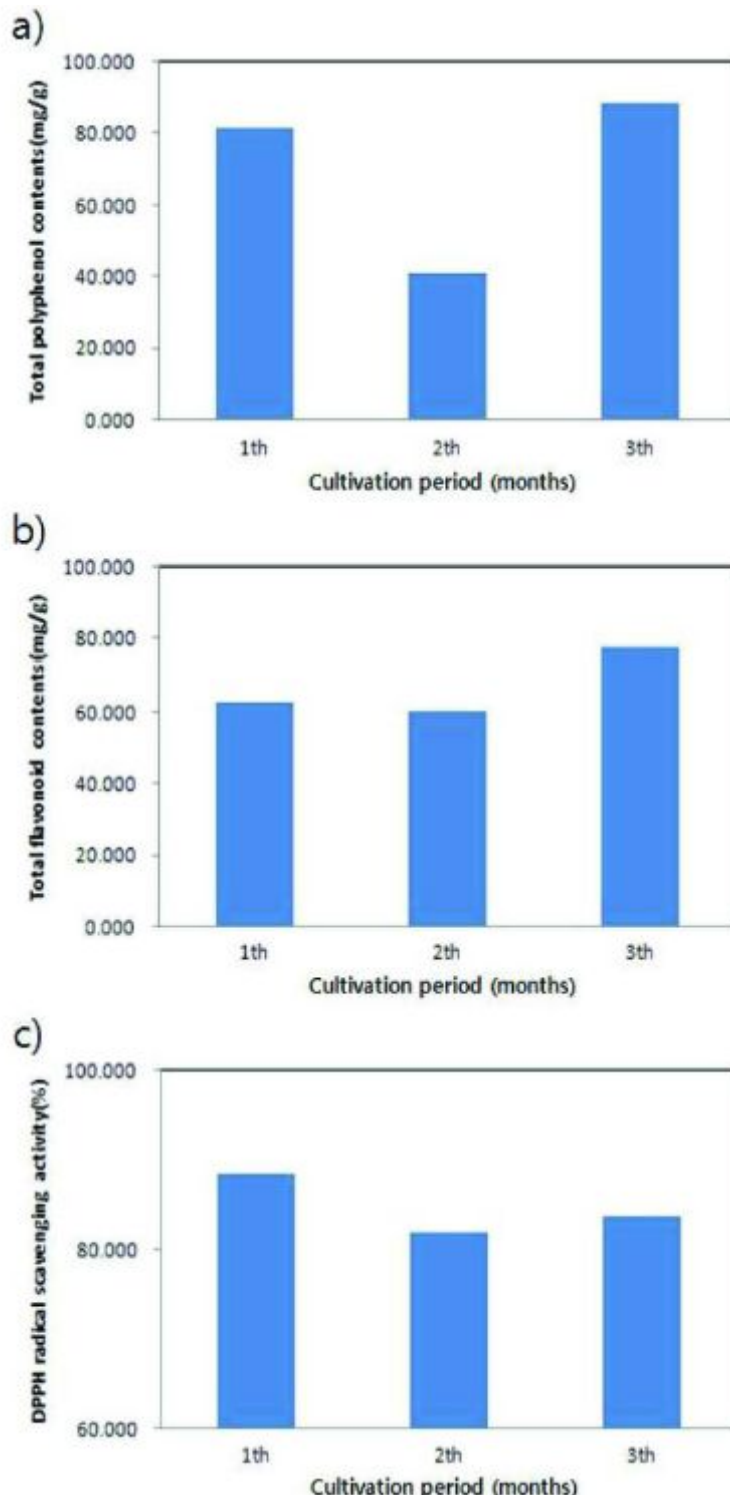 a)
Total polyphenol contents(mg/g)
100.000
80.000
60.000
40.000
20.000
0.000
1th 2th 3th
Cultivation period (months)
b)
Total flavonoid contents(mg/g)
100.000
80.000
60.000
40.000
20.000
0.000
1th 2th 3th
Cultivation period (months)
c)
DPPH radical scavenging activity(%)
100.000
80.000
60.000
1th 2th 3th
Cultivation period (months)